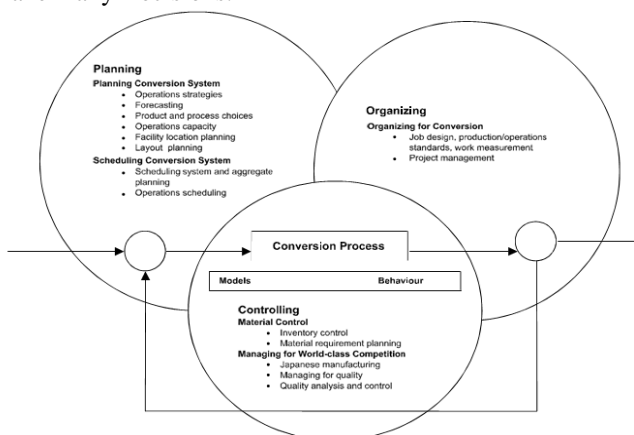 Planning
Planning Conversion System
• Operations strategies
• Forecasting
• Product and process choices
• Operations capacity
• Facility location planning
• Layout planning
Scheduling Conversion System
• Scheduling system and aggregate
planning
• Operations scheduling
Organizing
Organizing for Conversion
• Job design, production/operations
standards, work measurement
• Project management
Conversion Process
Models Behaviour
Controlling
Material Control
• Inventory control
• Material requirement planning
Managing for World-class Competition
• Japanese manufacturing
• Managing for quality
• Quality analysis and control